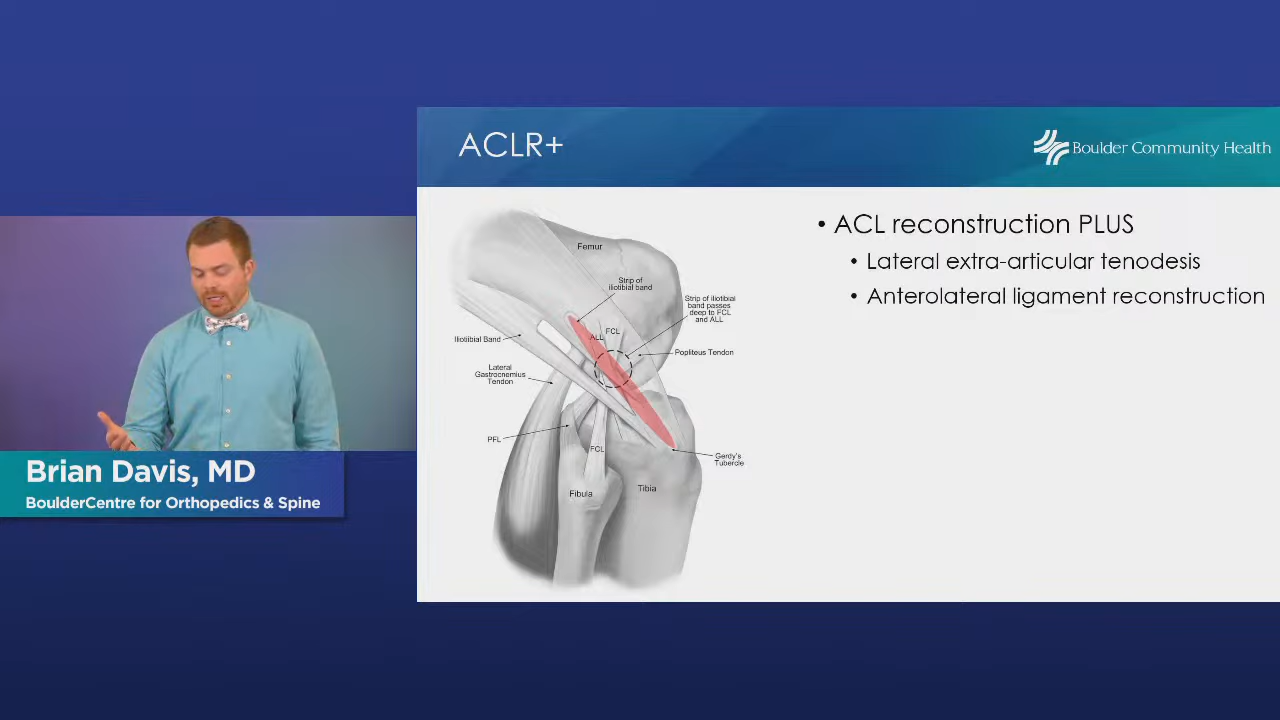 ACLR+
Boulder Community Health
• ACL reconstruction PLUS
• Lateral extra-articular tenodesis
• Anterolateral ligament reconstruction
Femur
Strip of
iliotibial band
Strip of iliotibial
band passes
deep to FCL
and ALL
FCL
ALL
Iliotibial Band
Popliteus Tendon
Lateral
Gastrocnemius
Tendon
PFL
FCL
Gerdy's
Tubercle
Fibula
Tibia
Brian Davis, MD
BoulderCentre for Orthopedics & Spine